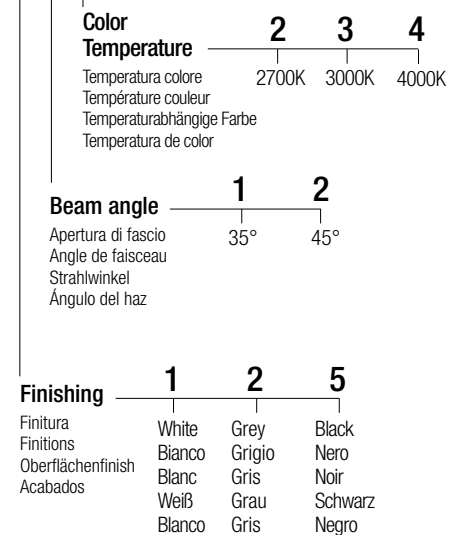 Color
Temperature
2 3 4
2700K 3000K 4000K
Temperatura colore
Température couleur
Temperaturabhängige Farbe
Temperatura de color
Beam angle
1 2
35° 45°
Apertura di fascio
Angle de faisceau
Strahlwinkel
Ángulo del haz
Finishing
1 2 5
Finitura
Finitions
Oberflächenfinish
Acabados
White Grey Black
Bianco Grigio Nero
Blanc Gris Noir
Weiß Grau Schwarz
Blanco Gris Negro